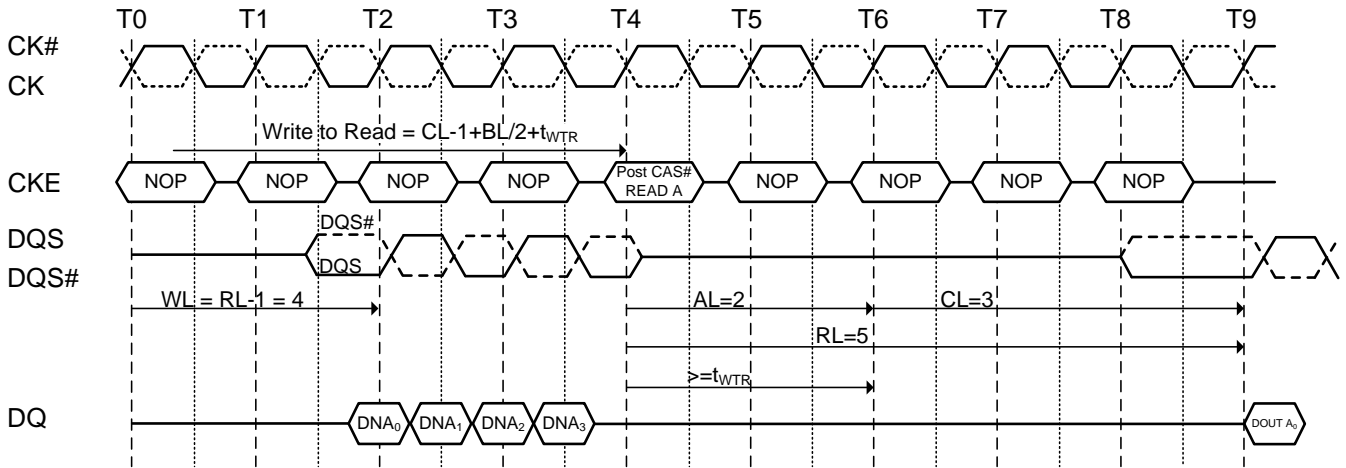 T0 T1 T2 T3 T4 T5 T6 T7 T8 T9
CK#
CK
Write to Read = CL-1+BL/2+tWTR
CKE NOP NOP NOP NOP Post CAS# READ A NOP NOP NOP NOP
DQS DQS#
DQS# DQS
WL = RL-1 = 4 AL=2 CL=3
RL=5
>=tWTR
DQ DNA0 DNA1 DNA2 DNA3 DOUT A0